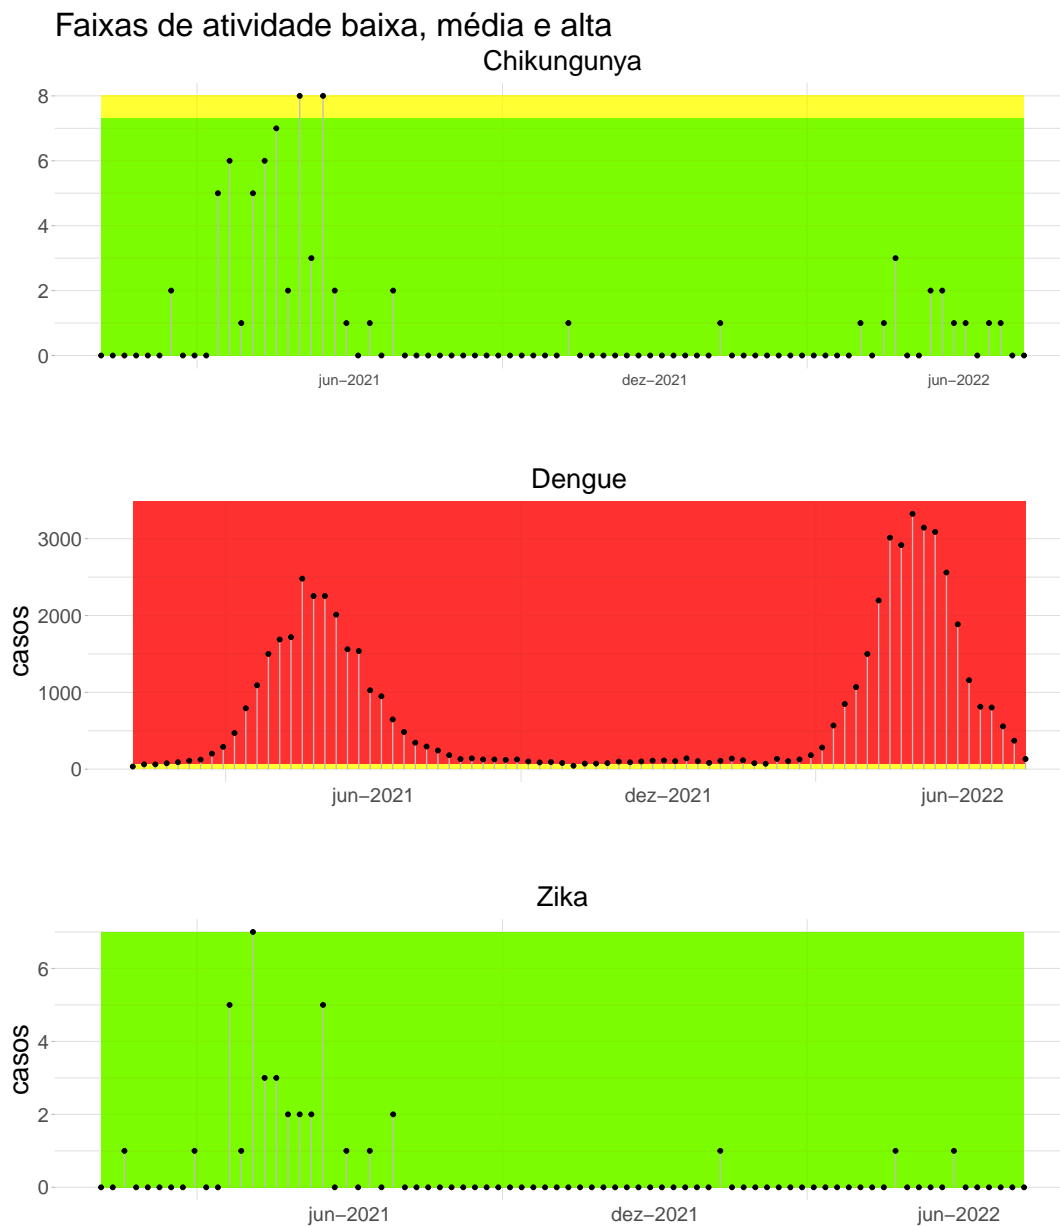 Faixas de atividade baixa, média e alta
Chikungunya
8
6
4
2
0
jun−2021 dez−2021 jun−2022
Dengue
casos
3000
2000
1000
0
jun−2021 dez−2021 jun−2022
Zika
casos
6
4
2
0
jun−2021 dez−2021 jun−2022